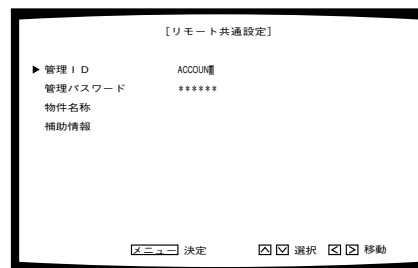 [リモート共通設定]
▶ 管理ID ACCOUNT
管理パスワード ******
物件名称
補助情報
メニュー 決定 ∧ ∨ 選択 < > 移動